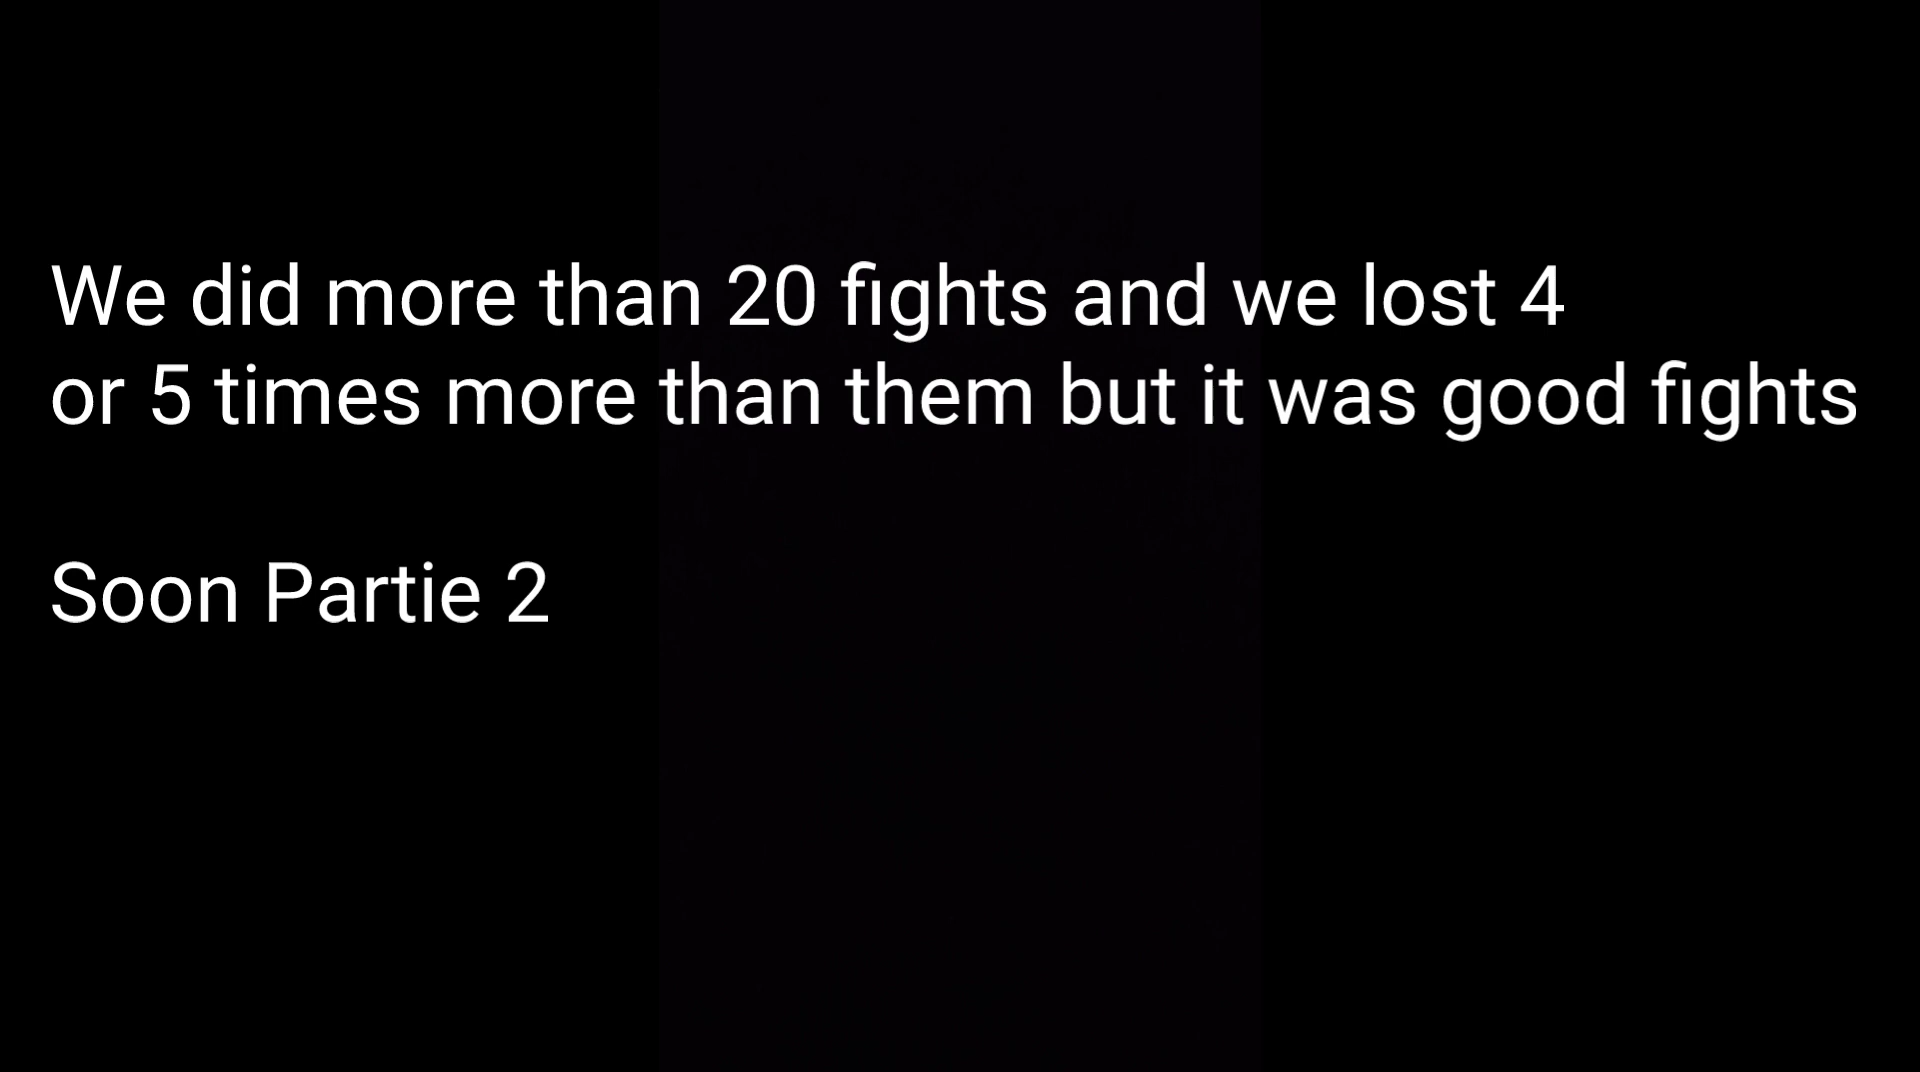 We did more than 20 fights and we lost 4
or 5 times more than them but it was good fights
Soon Partie 2